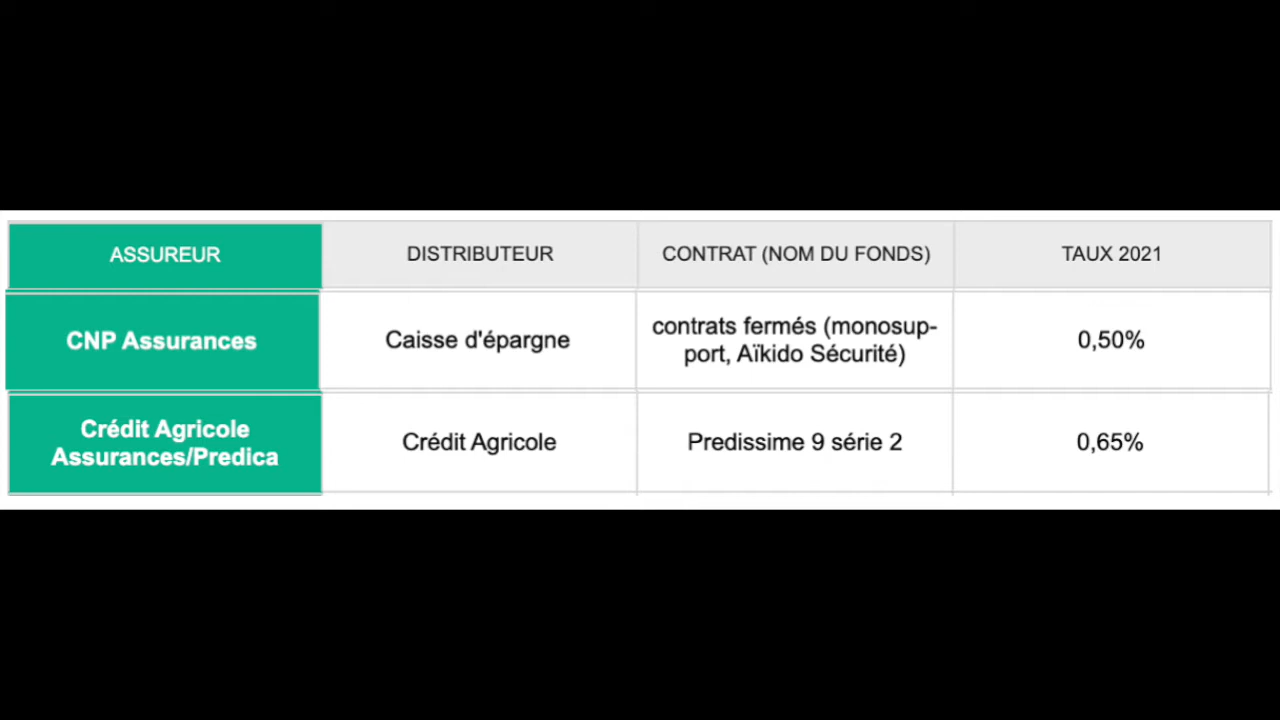 ASSUREUR DISTRIBUTEUR CONTRAT (NOM DU FONDS) TAUX 2021
CNP Assurances Caisse d'épargne contrats fermés (monosup-
port, Aïkido Sécurité) 0,50%
Crédit Agricole
Assurances/Predica Crédit Agricole Predissime 9 série 2 0,65%